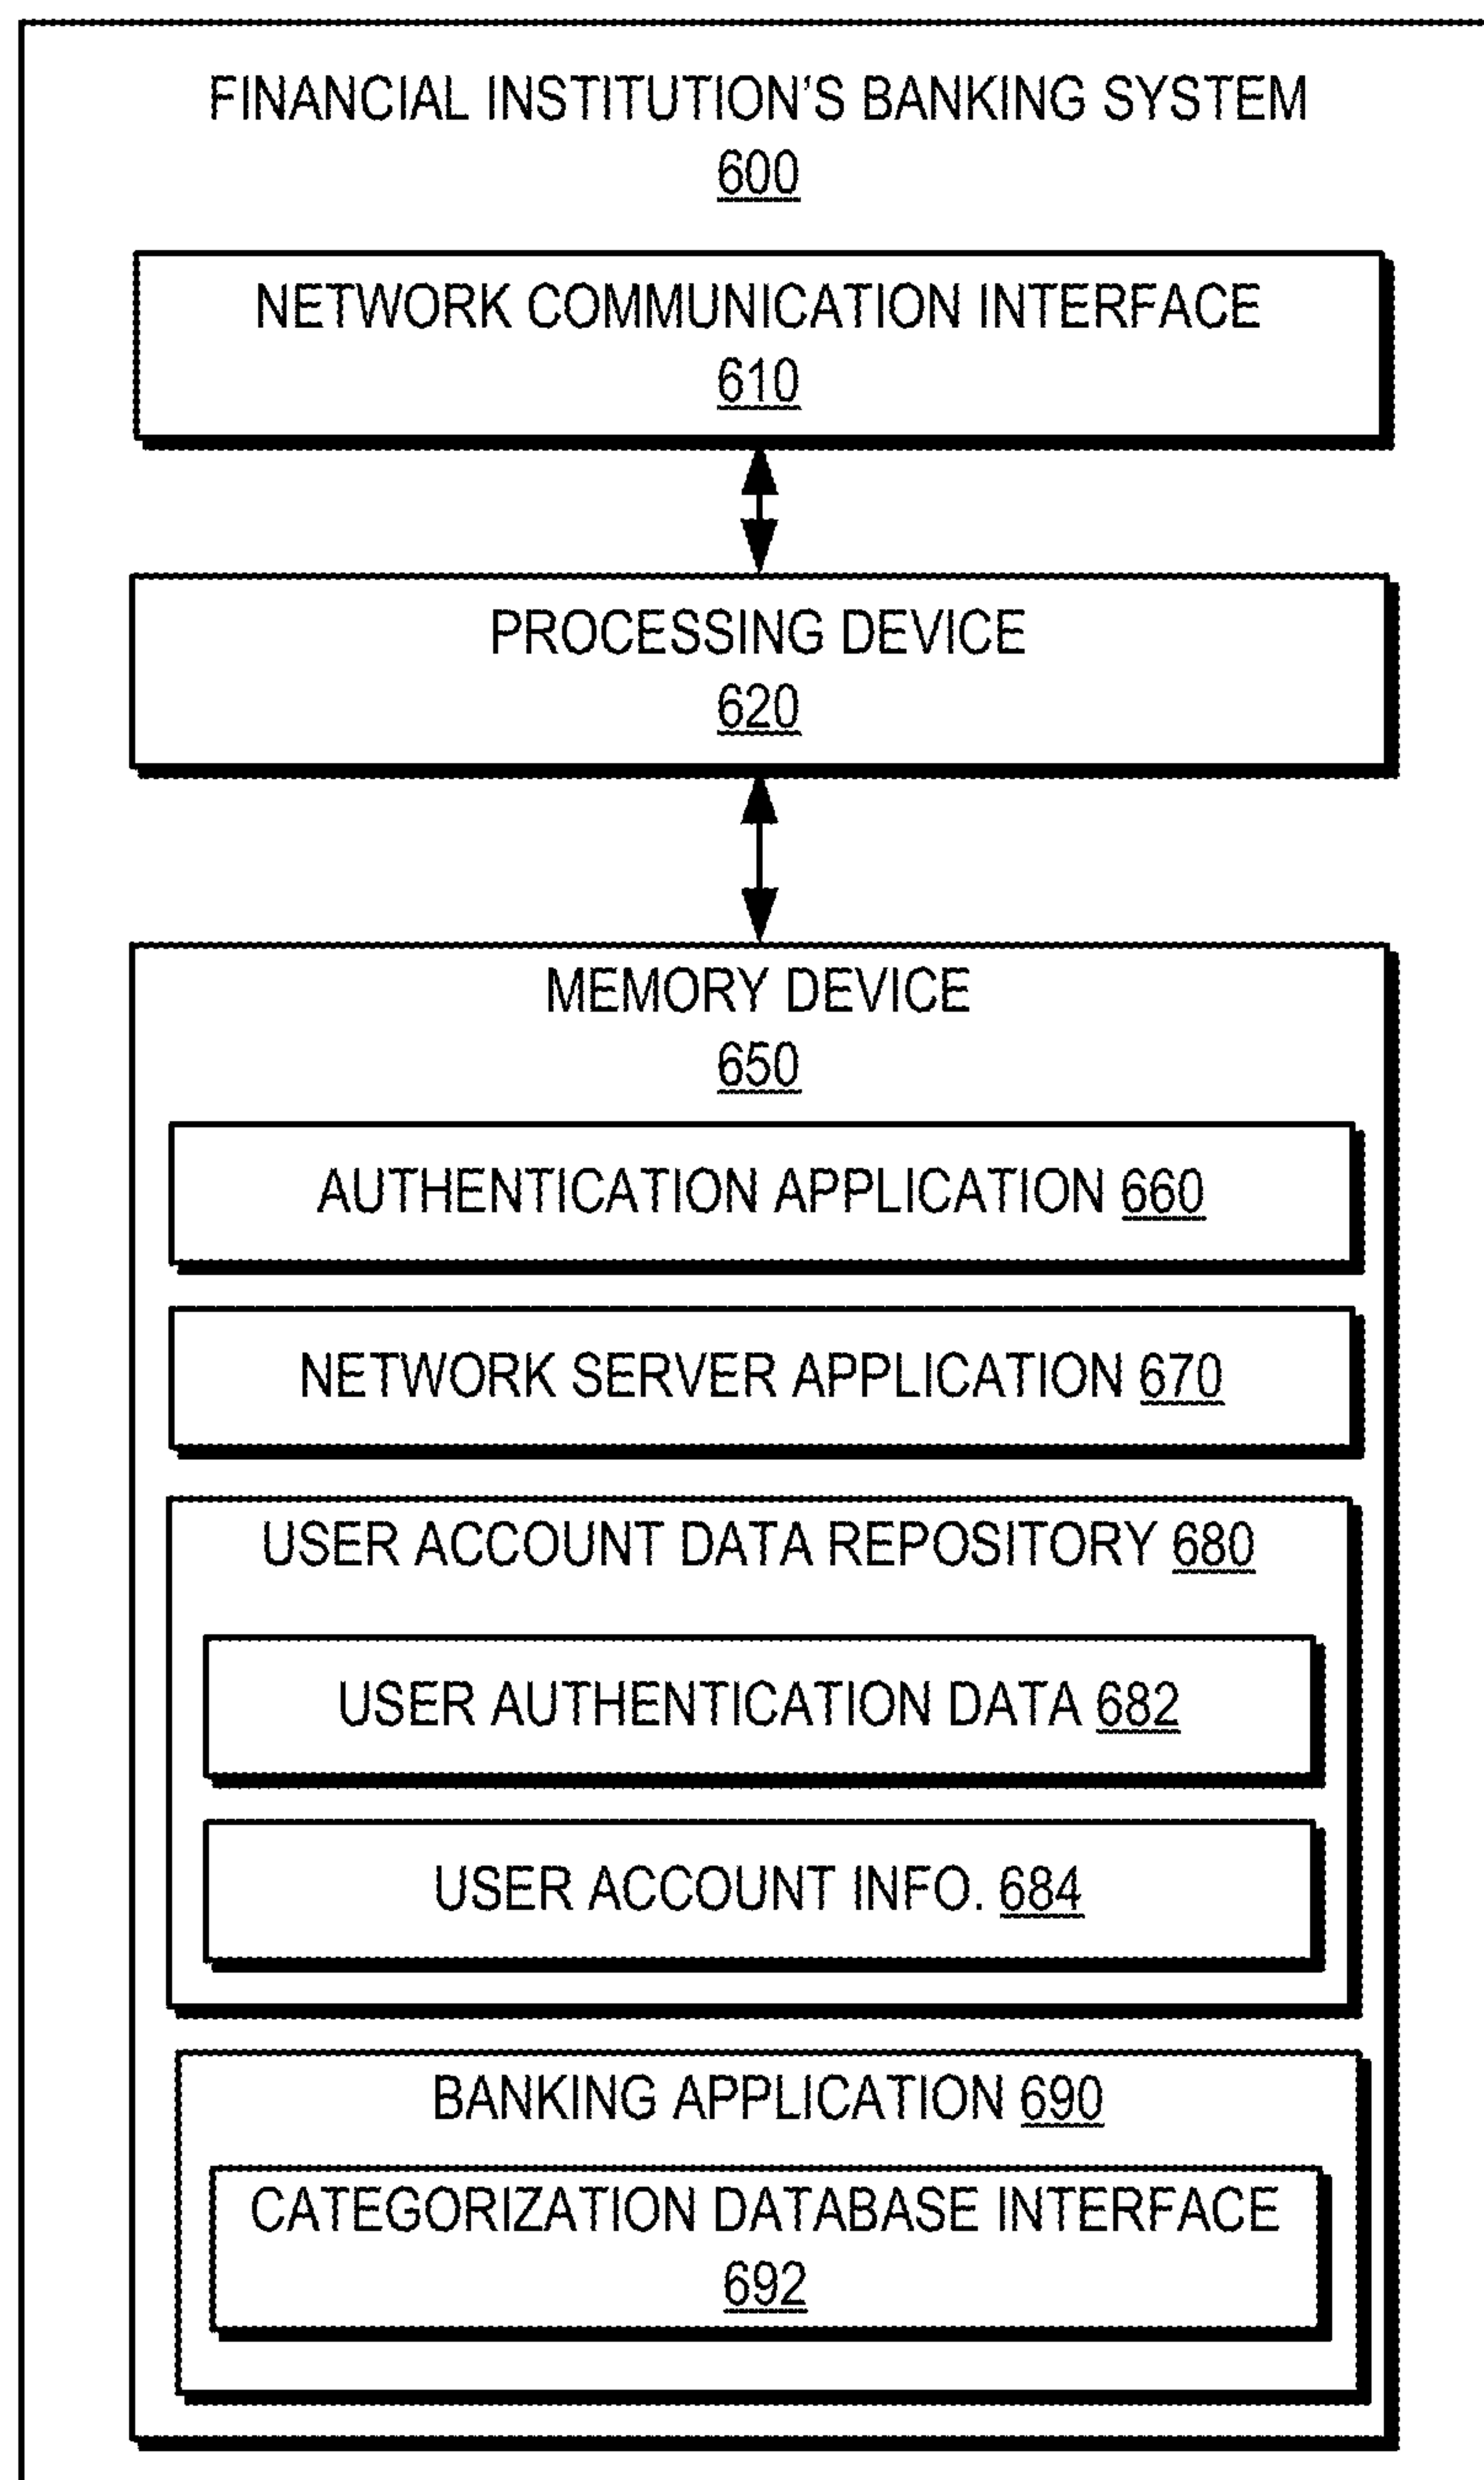 FINANCIAL INSTITUTION'S BANKING SYSTEM
600
NETWORK COMMUNICATION INTERFACE
610
PROCESSING DEVICE
620
MEMORY DEVICE
650
AUTHENTICATION APPLICATION 660
NETWORK SERVER APPLICATION 670
USER ACCOUNT DATA REPOSITORY 680
USER AUTHENTICATION DATA 682
USER ACCOUNT INFO. 684
BANKING APPLICATION 690
CATEGORIZATION DATABASE INTERFACE
692